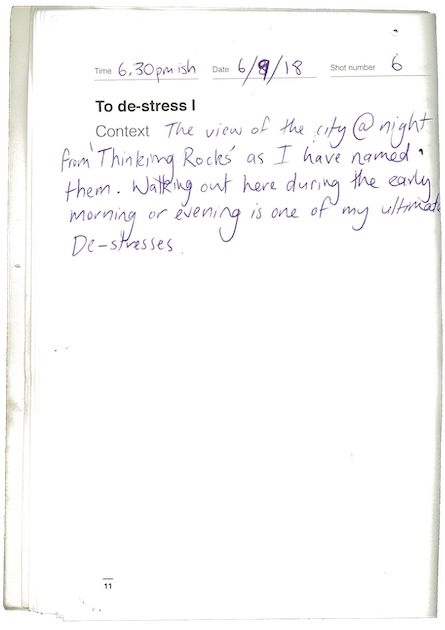 Time 6.30pmish Date 6/9/18 Shot number 6
To de-stress I
Context The view of the city @ night
from 'Thinking Rocks' as I have named
them. Walking out here during the early
morning or evening is one of my ultimate
De-stresses.
11